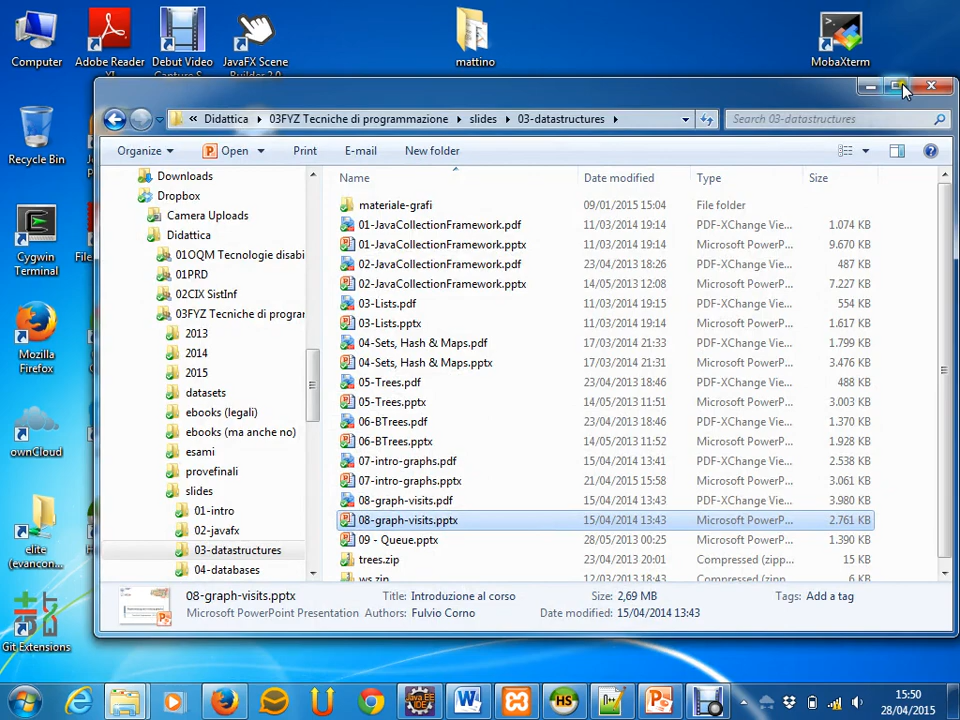 Computer
Adobe Reader XI
Debut Video Capture S...
JavaFX Scene Builder 2.0
mattino
MobaXterm
Recycle Bin
Cygwin Terminal
Mozilla Firefox
ownCloud
elite (evancon...
Git Extensions
« Didattica 03FYZ Tecniche di programmazione slides 03-datastructures
Search 03-datastructures
Organize Open Print E-mail New folder
Downloads
Dropbox
Camera Uploads
Didattica
01OQM Tecnologie disabi
01PRD
02CIX SistInf
03FYZ Tecniche di progra
2013
2014
2015
datasets
ebooks (legali)
ebooks (ma anche no)
esami
provefinali
slides
01-intro
02-javafx
03-datastructures
04-databases
Name Date modified Type Size
materiale-grafi 09/01/2015 15:04 File folder
01-JavaCollectionFramework.pdf 11/03/2014 19:14 PDF-XChange Vie... 1.074 KB
01-JavaCollectionFramework.pptx 11/03/2014 19:14 Microsoft PowerP... 9.670 KB
02-JavaCollectionFramework.pdf 23/04/2013 18:26 PDF-XChange Vie... 487 KB
02-JavaCollectionFramework.pptx 14/05/2013 12:08 Microsoft PowerP... 7.227 KB
03-Lists.pdf 11/03/2014 19:15 PDF-XChange Vie... 554 KB
03-Lists.pptx 11/03/2014 19:14 Microsoft PowerP... 1.617 KB
04-Sets, Hash & Maps.pdf 17/03/2014 21:33 PDF-XChange Vie... 1.799 KB
04-Sets, Hash & Maps.pptx 17/03/2014 21:31 Microsoft PowerP... 3.476 KB
05-Trees.pdf 23/04/2013 18:46 PDF-XChange Vie... 488 KB
05-Trees.pptx 14/05/2013 11:51 Microsoft PowerP... 3.003 KB
06-BTrees.pdf 23/04/2013 18:46 PDF-XChange Vie... 1.370 KB
06-BTrees.pptx 14/05/2013 11:52 Microsoft PowerP... 1.928 KB
07-intro-graphs.pdf 15/04/2014 13:41 PDF-XChange Vie... 2.538 KB
07-intro-graphs.pptx 21/04/2014 15:58 Microsoft PowerP... 3.061 KB
08-graph-visits.pdf 15/04/2014 13:43 PDF-XChange Vie... 3.980 KB
08-graph-visits.pptx 15/04/2014 13:43 Microsoft PowerP... 2.761 KB
09 - Queue.pptx 28/05/2013 00:25 Microsoft PowerP... 1.139 KB
trees.zip 23/04/2013 20:01 Compressed (zipp... 15 KB
ws.zip 12/03/2013 18:43 Compressed (zipp... 6 KB
08-graph-visits.pptx Title: Introduzione al corso Size: 2,69 MB Tags: Add a tag
Microsoft PowerPoint Presentation Authors: Fulvio Corno Date modified: 15/04/2014 13:43
15:50
28/04/2015